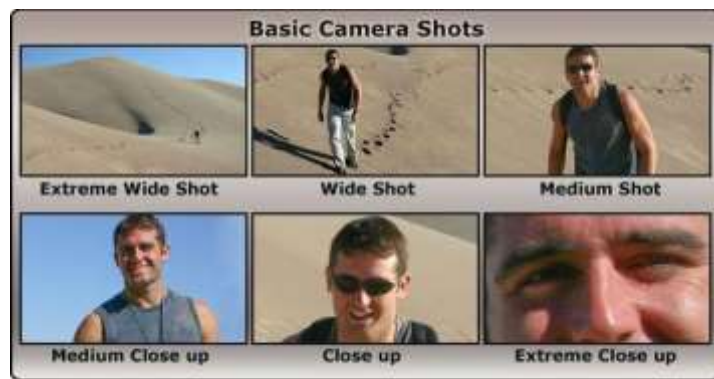 Basic Camera Shots
Extreme Wide Shot
Wide Shot
Medium Shot
Medium Close up
Close up
Extreme Close up